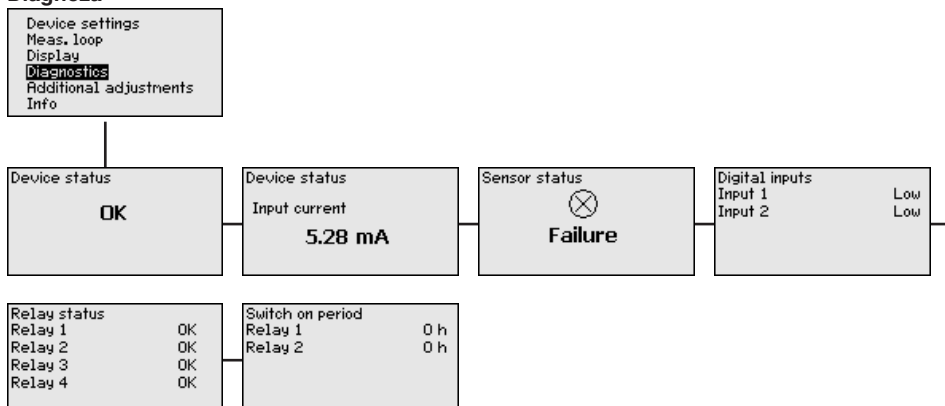 Diagnoza
Device settings
Meas. loop
Display
Diagnostics
Additional adjustments
Info
Device status
OK
Device status
Input current
5.28 mA
Sensor status
Failure
Digital inputs
Input 1 Low
Input 2 Low
Relay status
Relay 1 OK
Relay 2 OK
Relay 3 OK
Relay 4 OK
Switch on period
Relay 1 0 h
Relay 2 0 h